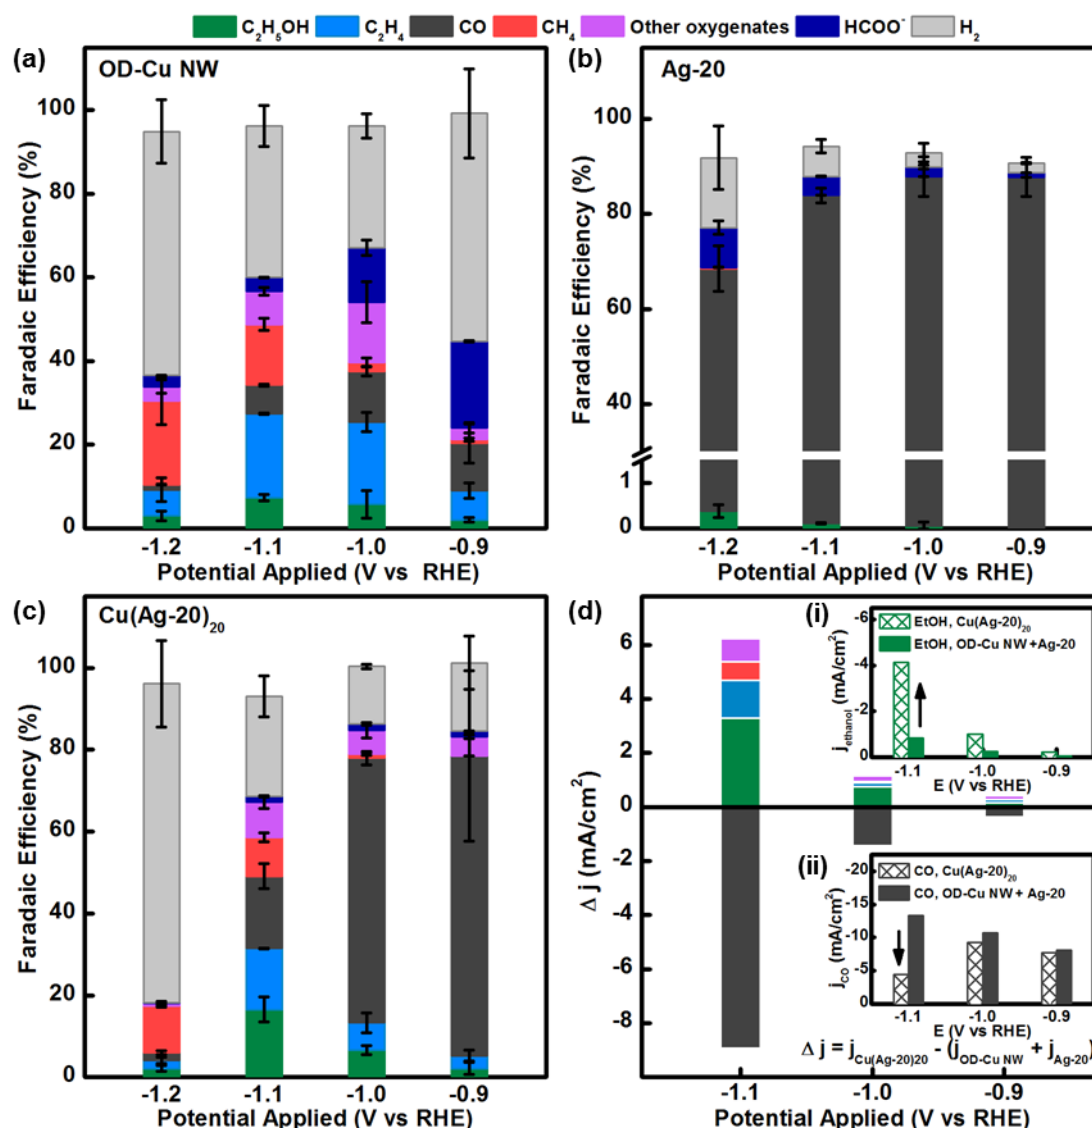 C₂H₅OH C₂H₄ CO CH₄ Other oxygenates HCOO⁻ H₂
(a) OD-Cu NW
Faradaic Efficiency (%)
100
80
60
40
20
0
-1.2 -1.1 -1.0 -0.9
Potential Applied (V vs RHE)
(b) Ag-20
Faradaic Efficiency (%)
100
80
60
40
1
0
-1.2 -1.1 -1.0 -0.9
Potential Applied (V vs RHE)
(c) Cu(Ag-20)₂₀
Faradaic Efficiency (%)
100
80
60
40
20
0
-1.2 -1.1 -1.0 -0.9
Potential Applied (V vs RHE)
(d)
Δ j (mA/cm²)
6
4
2
0
-2
-4
-6
-8
-1.1 -1.0 -0.9
Potential Applied (V vs RHE)
(i)
EtOH, Cu(Ag-20)₂₀
EtOH, OD-Cu NW +Ag-20
j_ethanol (mA/cm²)
-6
-4
-2
0
-1.1 -1.0 -0.9
E (V vs RHE)
(ii)
CO, Cu(Ag-20)₂₀
CO, OD-Cu NW + Ag-20
j_CO (mA/cm²)
-20
-15
-10
-5
0
-1.1 -1.0 -0.9
E (V vs RHE)
Δ j = j_Cu(Ag-20)20 - (j_OD-Cu NW + j_Ag-20)